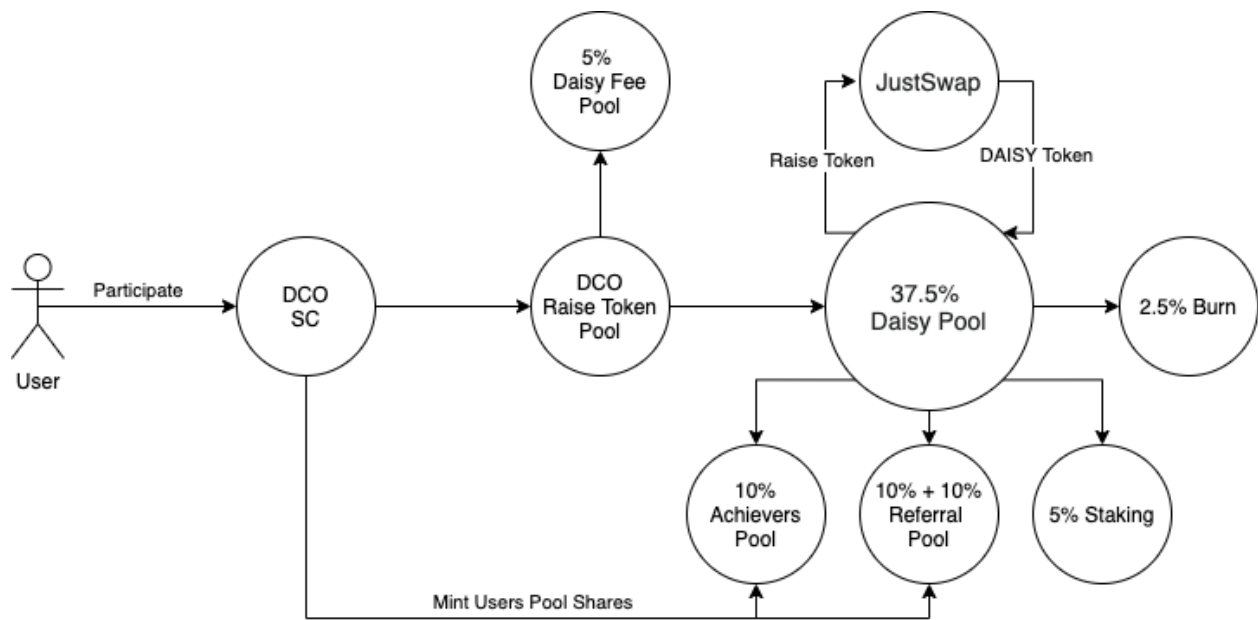 5%
Daisy Fee
Pool
JustSwap
Raise Token
DAISY Token
Participate
DCO
SC
DCO
Raise Token
Pool
37.5%
Daisy Pool
2.5% Burn
User
10%
Achievers
Pool
10% + 10%
Referral
Pool
5% Staking
Mint Users Pool Shares